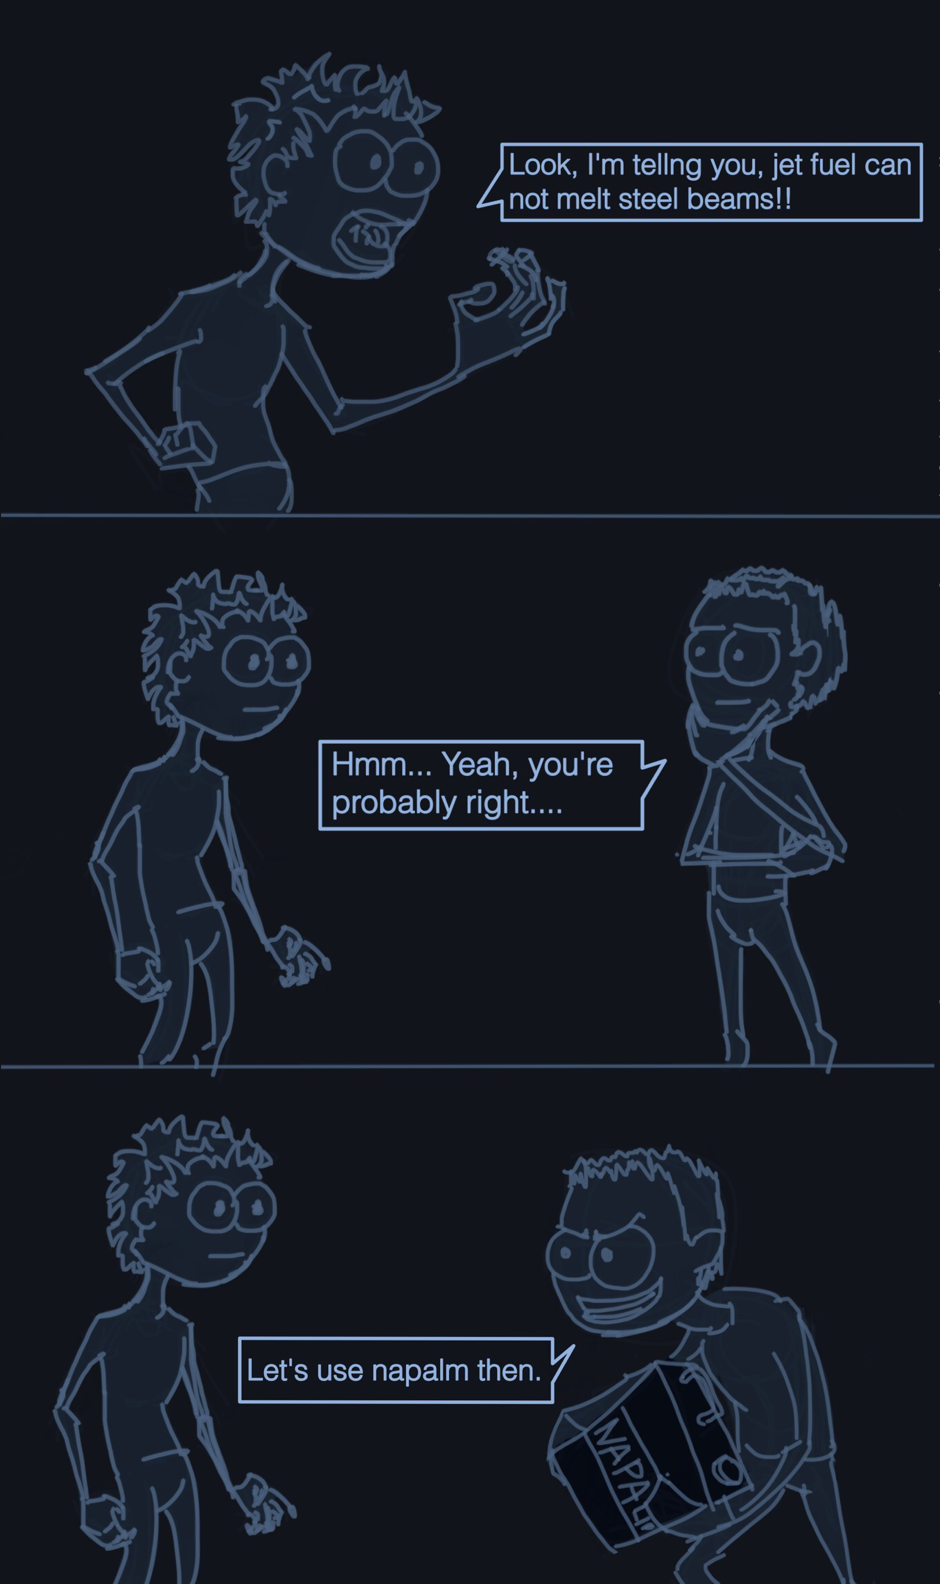 Look, I'm tellng you, jet fuel can
not melt steel beams!!
Hmm... Yeah, you're
probably right....
Let's use napalm then.
NAPALM